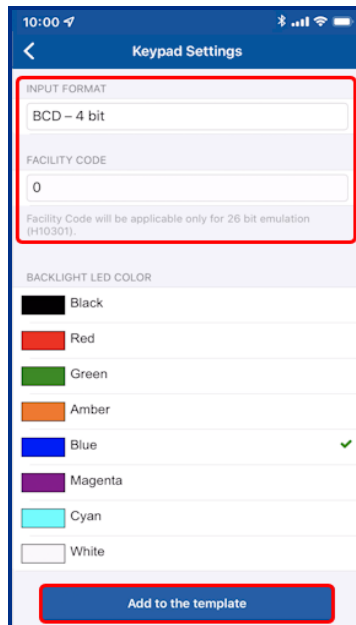 10:00
Keypad Settings
INPUT FORMAT
BCD – 4 bit
FACILITY CODE
0
Facility Code will be applicable only for 26 bit emulation
(H10301).
BACKLIGHT LED COLOR
Black
Red
Green
Amber
Blue
Magenta
Cyan
White
Add to the template